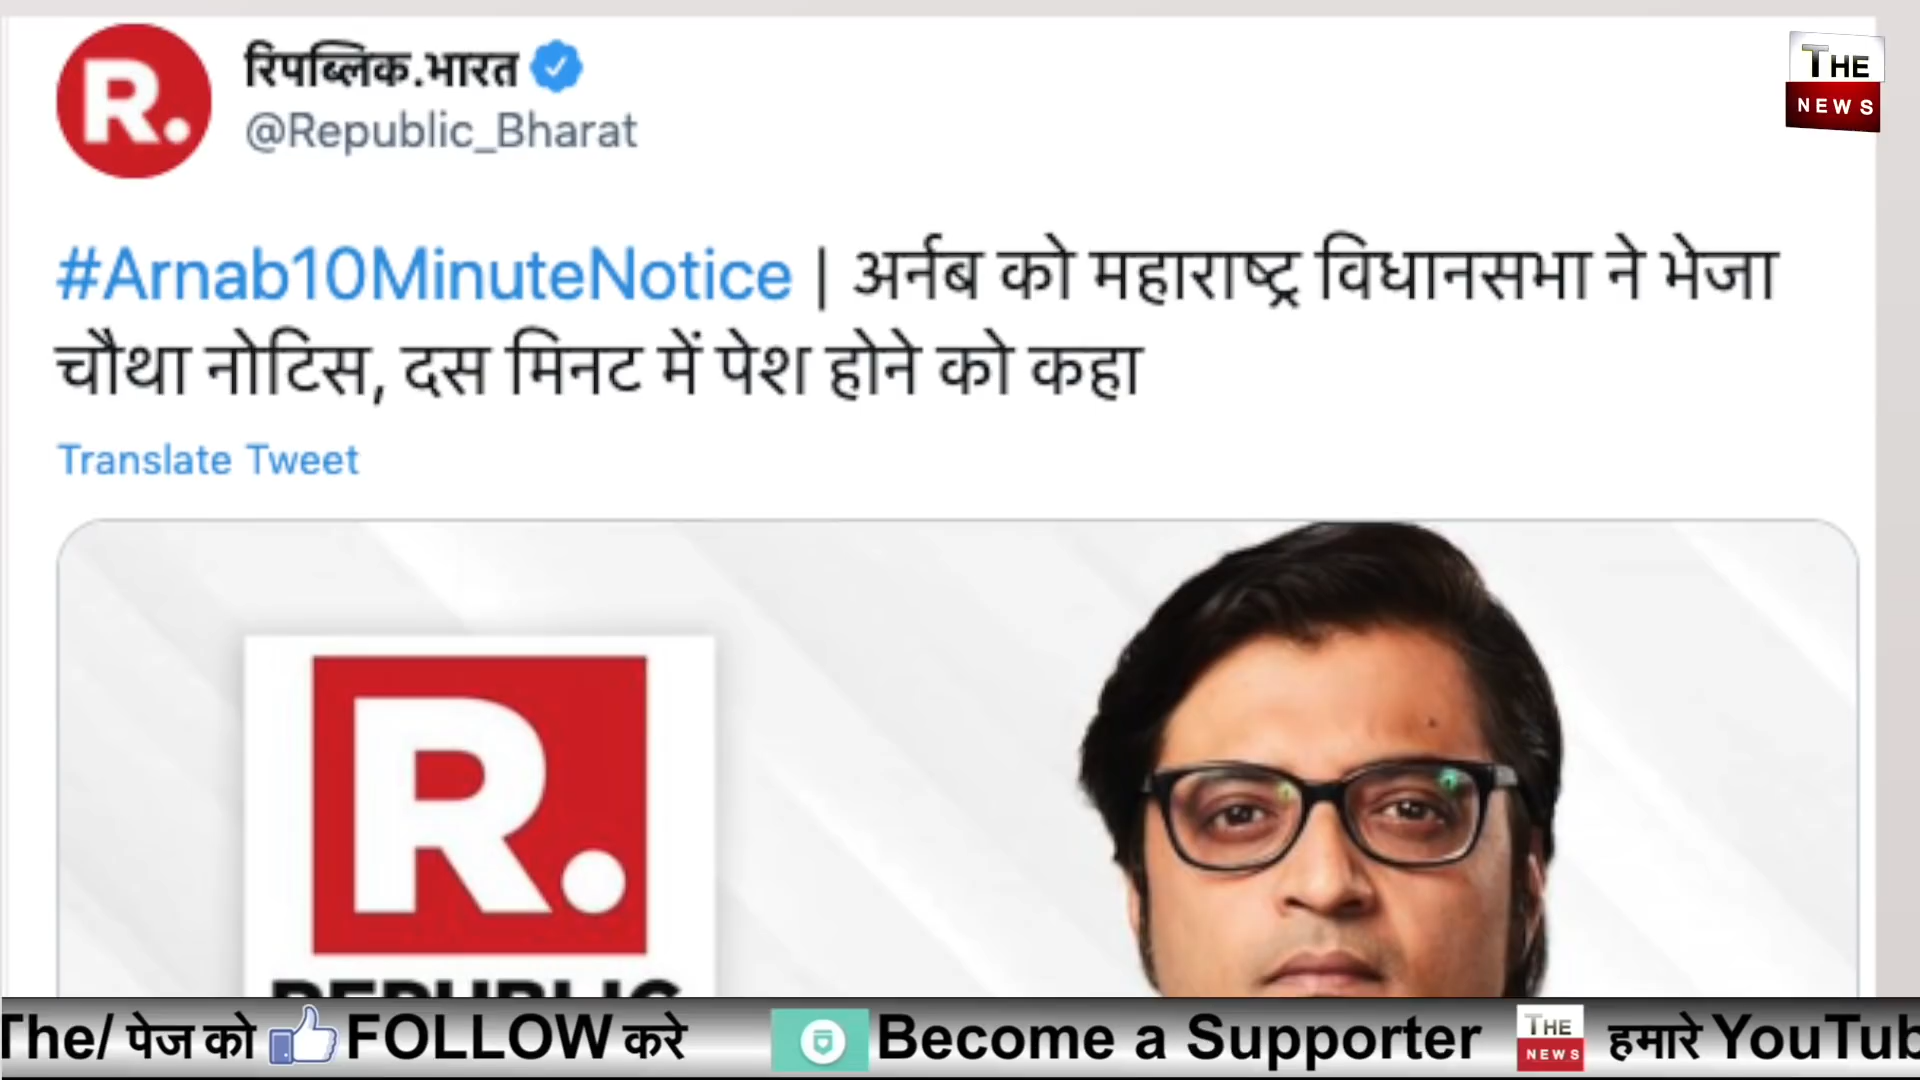 R.
रिपब्लिक.भारत
@Republic_Bharat
THE
NEWS
#Arnab10MinuteNotice | अर्नब को महाराष्ट्र विधानसभा ने भेजा
चौथा नोटिस, दस मिनट में पेश होने को कहा
Translate Tweet
R.
REPUBLIC
The/ पेज को FOLLOW करे Become a Supporter THE NEWS हमारे YouTub